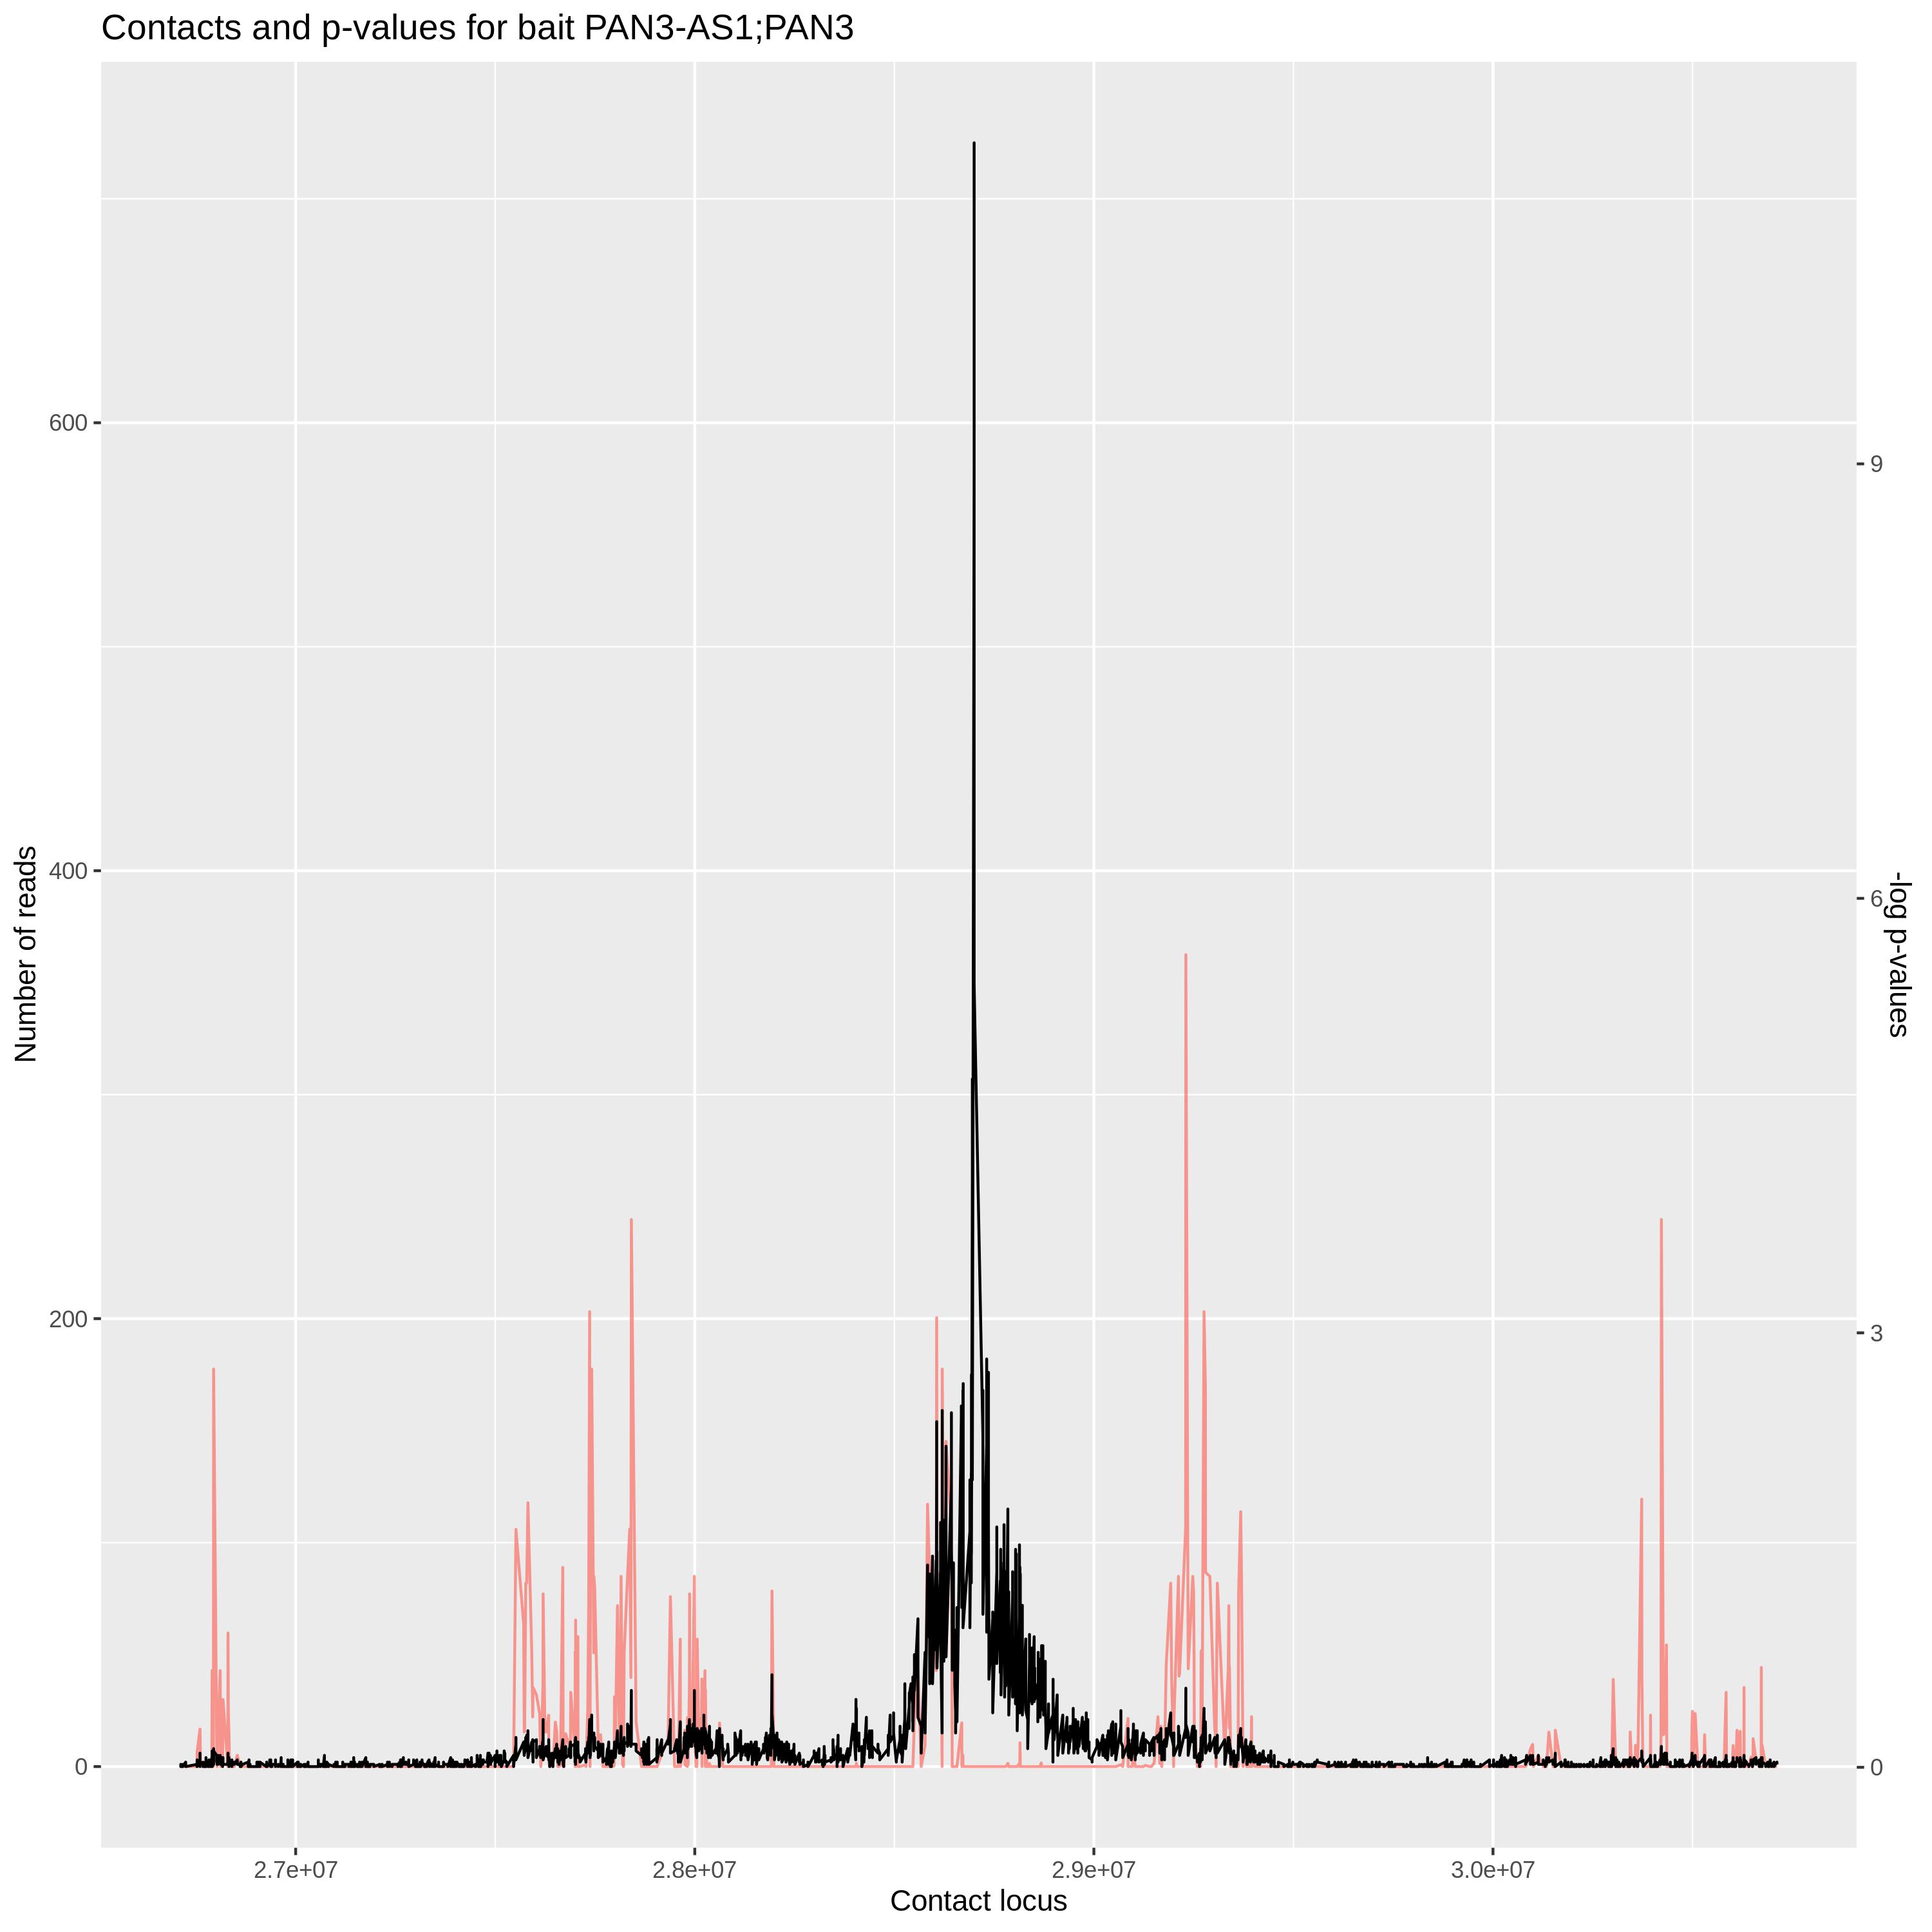 Contacts and p-values for bait PAN3-AS1;PAN3
600
400
200
0
Number of reads
9
6
3
0
-log p-values
2.7e+07
2.8e+07
2.9e+07
3.0e+07
Contact locus